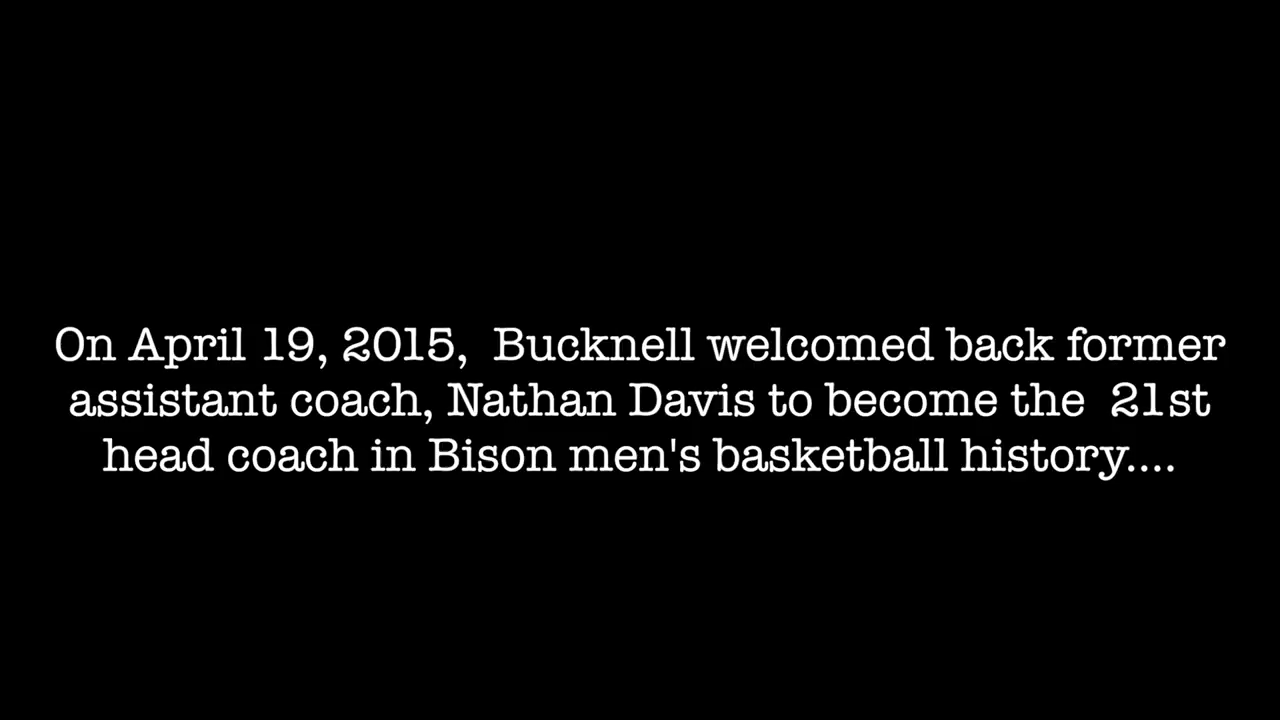 On April 19, 2015,  Bucknell welcomed back former
assistant coach, Nathan Davis to become the  21st
head coach in Bison men's basketball history....